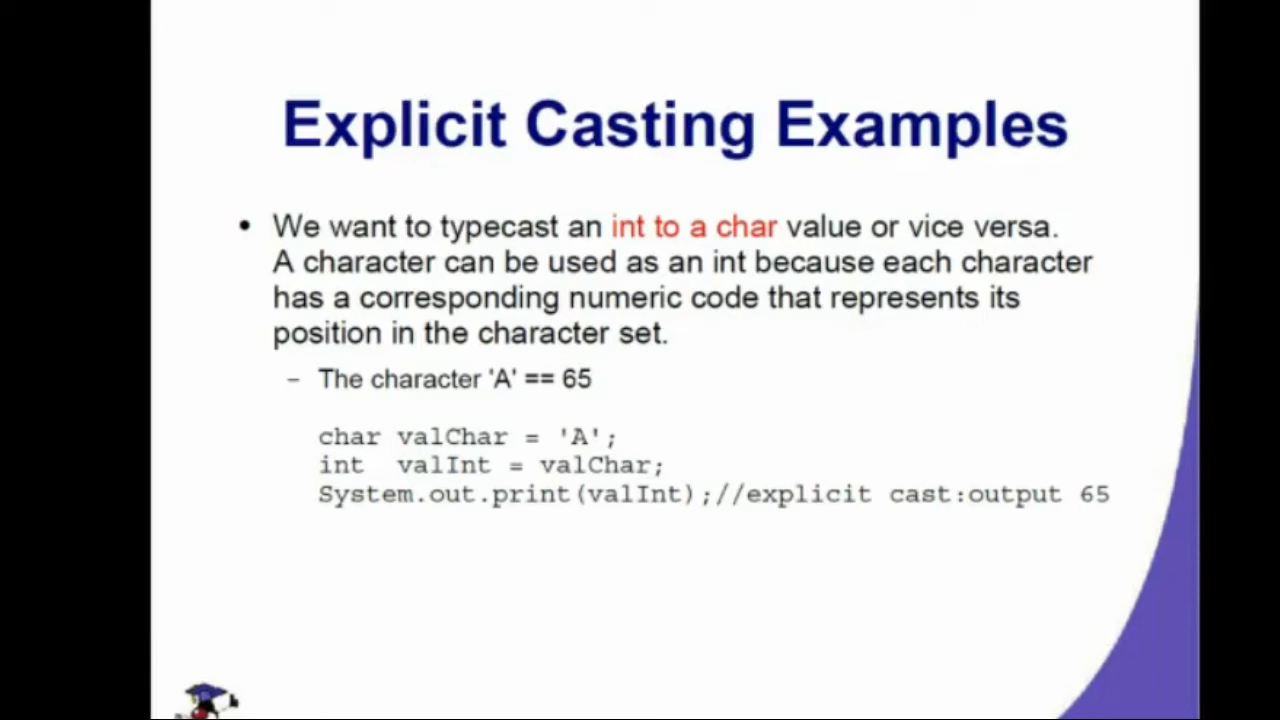 Explicit Casting Examples
• We want to typecast an int to a char value or vice versa.
A character can be used as an int because each character
has a corresponding numeric code that represents its
position in the character set.
– The character 'A' == 65
char valChar = 'A';
int  valInt = valChar;
System.out.print(valInt);//explicit cast:output 65